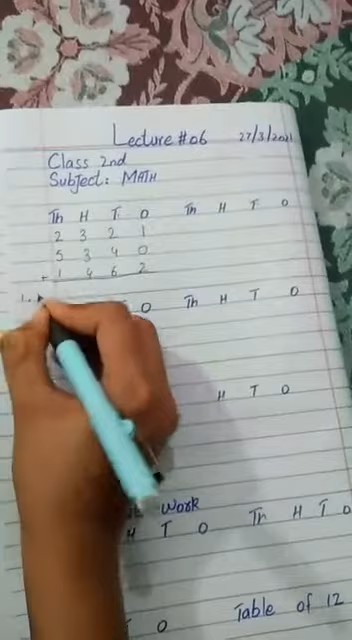 Lecture #06 27/3/2021
Class 2nd
Subject: MATH
Th H T O Th H T O
2 3 2 1
5 3 4 0
+ 1 4 6 2
O Th H T O
H T O
Work
H T O Th H T O
T O Table of 12